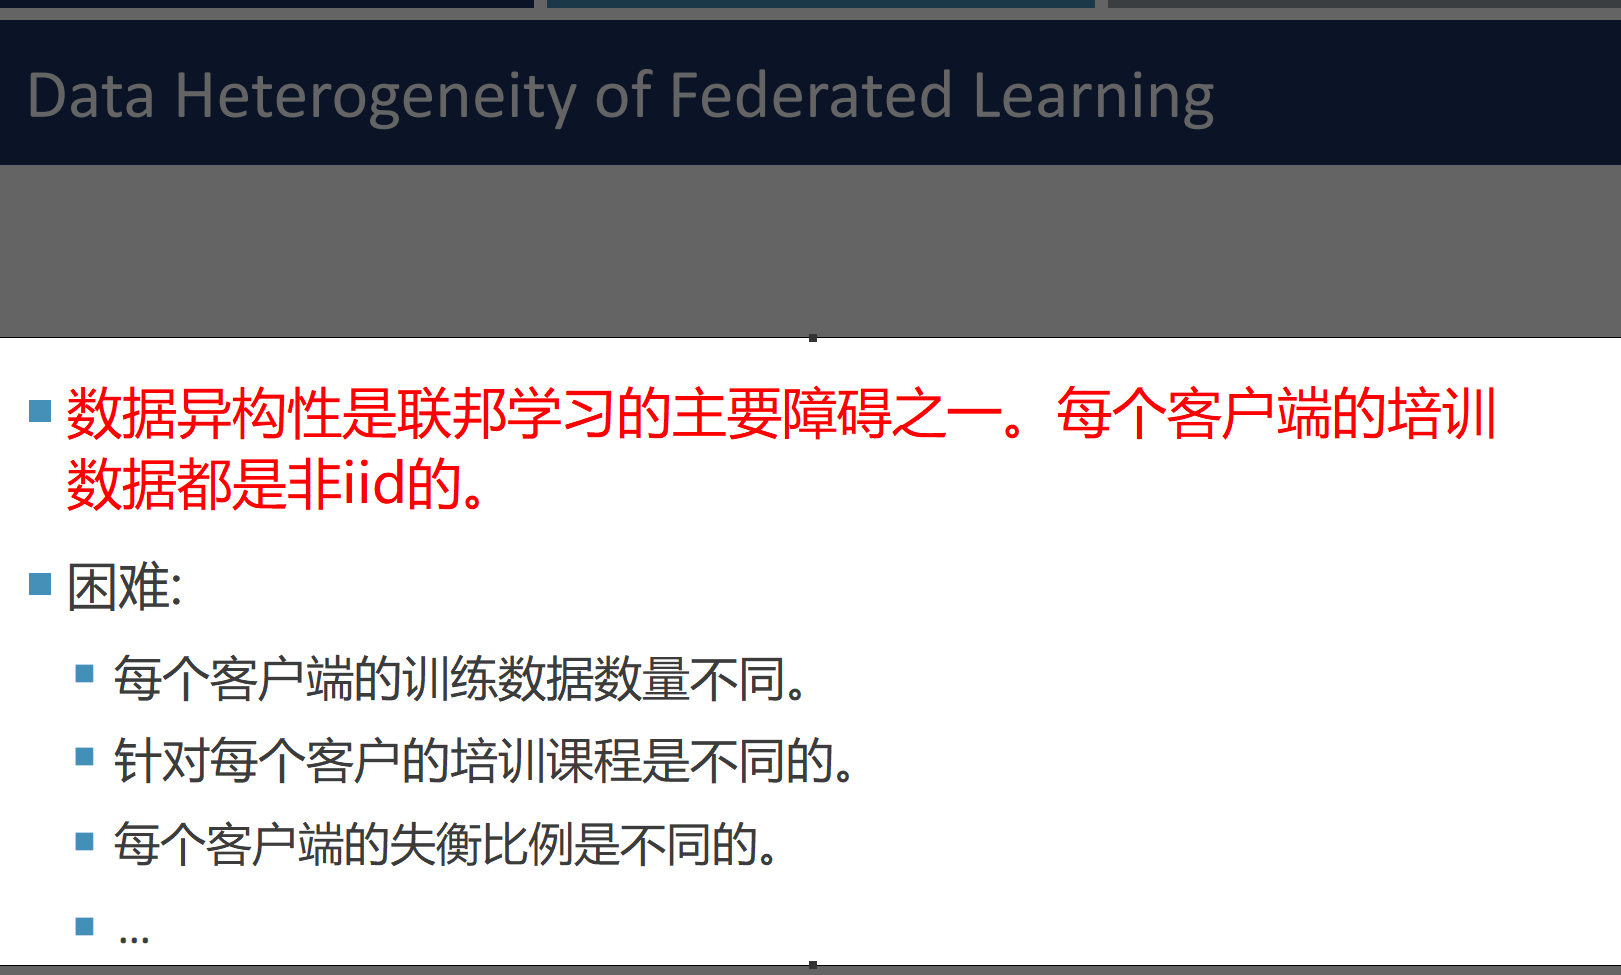 Data Heterogeneity of Federated Learning
数据异构性是联邦学习的主要障碍之一。每个客户端的培训
数据都是非iid的。
困难:
每个客户端的训练数据数量不同。
针对每个客户的培训课程是不同的。
每个客户端的失衡比例是不同的。
...